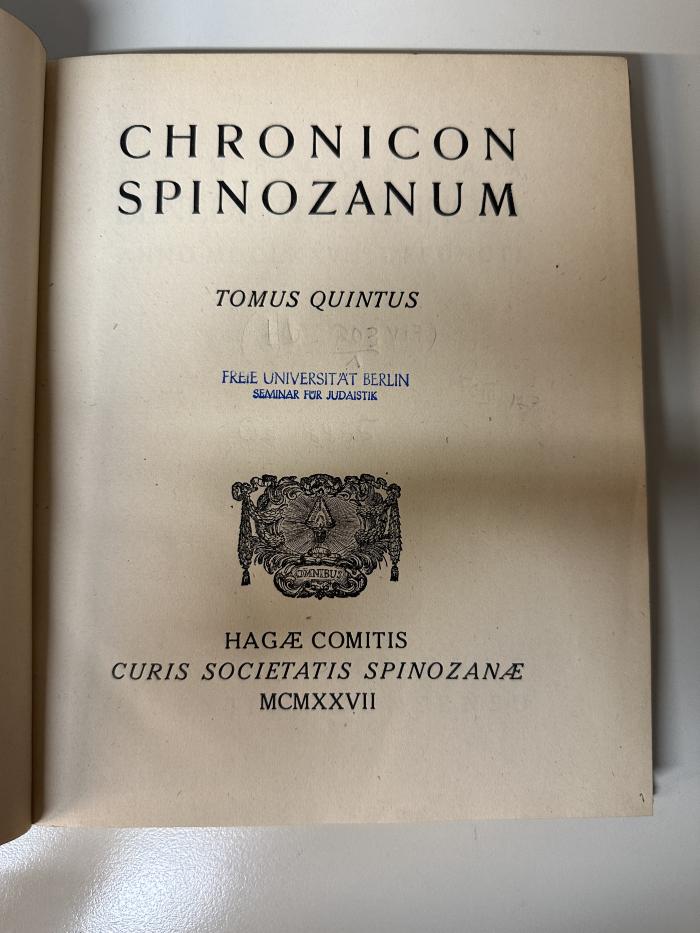 CHRONICON
SPINOZANUM
TOMUS QUINTUS
FREIE UNIVERSITÄT BERLIN
SEMINAR FÜR JUDAISTIK
OMNIBUS
HAGÆ COMITIS
CURIS SOCIETATIS SPINOZANÆ
MCMXXVII